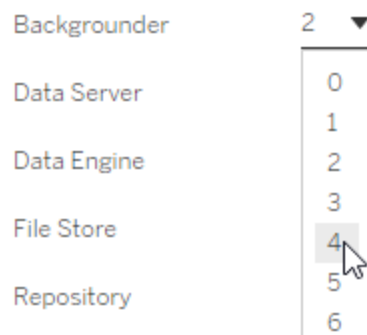 Backgrounder 2
0
Data Server
1
Data Engine 2
3
File Store
4
5
Repository
6